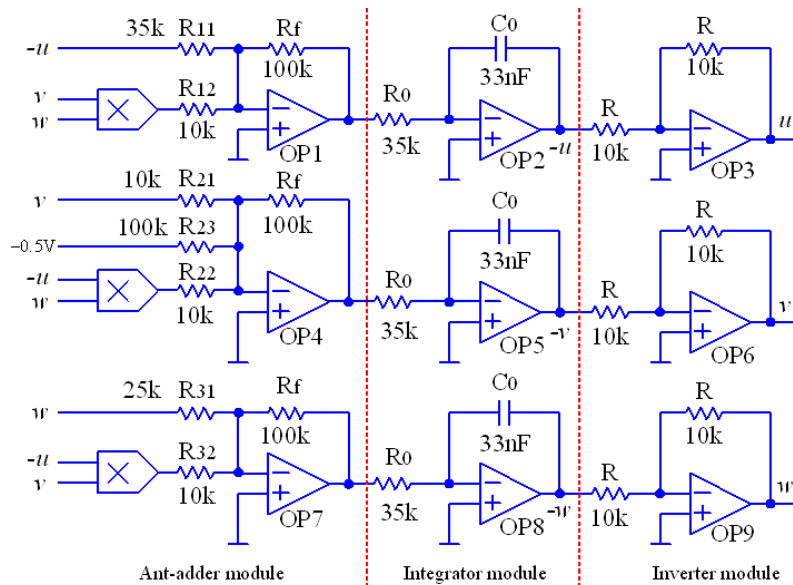 35k R11 Rf C0 R
-u 100k 33nF 10k
v R12 R0 R u
w 10k OP1 35k OP2 -u 10k OP3
10k R21 Rf C0 R
v 100k 100k 33nF 10k
-0.5V R23 R0 R v
-u R22
w 10k OP4 35k OP5 -v 10k OP6
25k R31 Rf C0 R
w 100k 33nF 10k
-u R32 R0 R w
v 10k OP7 35k OP8 -w 10k OP9
Ant-adder module Integrator module Inverter module